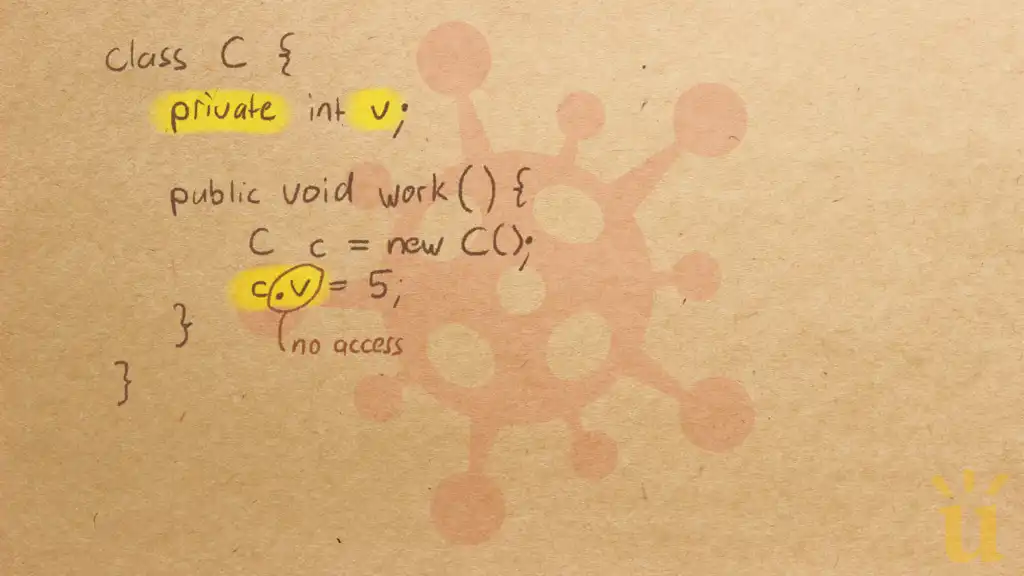 class C {
private int v;
public void work() {
C c = new C();
c.v = 5;
}
no access
}
ü